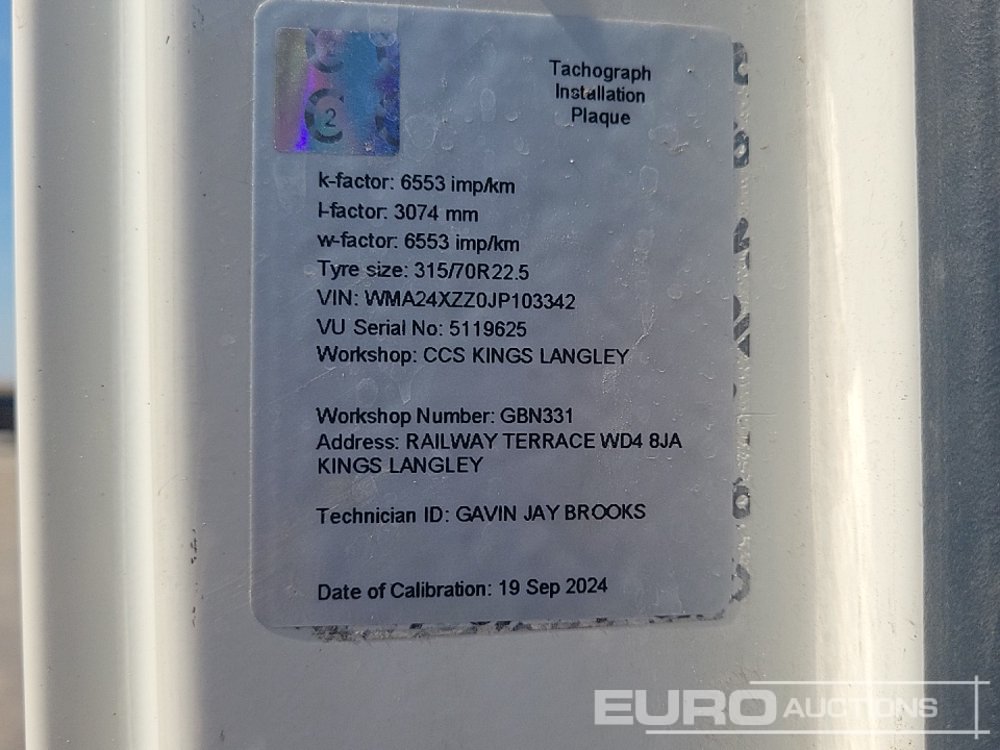 Tachograph
Installation
Plaque
2
k-factor: 6553 imp/km
l-factor: 3074 mm
w-factor: 6553 imp/km
Tyre size: 315/70R22.5
VIN: WMA24XZZ0JP103342
VU Serial No: 5119625
Workshop: CCS KINGS LANGLEY
Workshop Number: GBN331
Address: RAILWAY TERRACE WD4 8JA
KINGS LANGLEY
Technician ID: GAVIN JAY BROOKS
Date of Calibration: 19 Sep 2024
EURO AUCTIONS